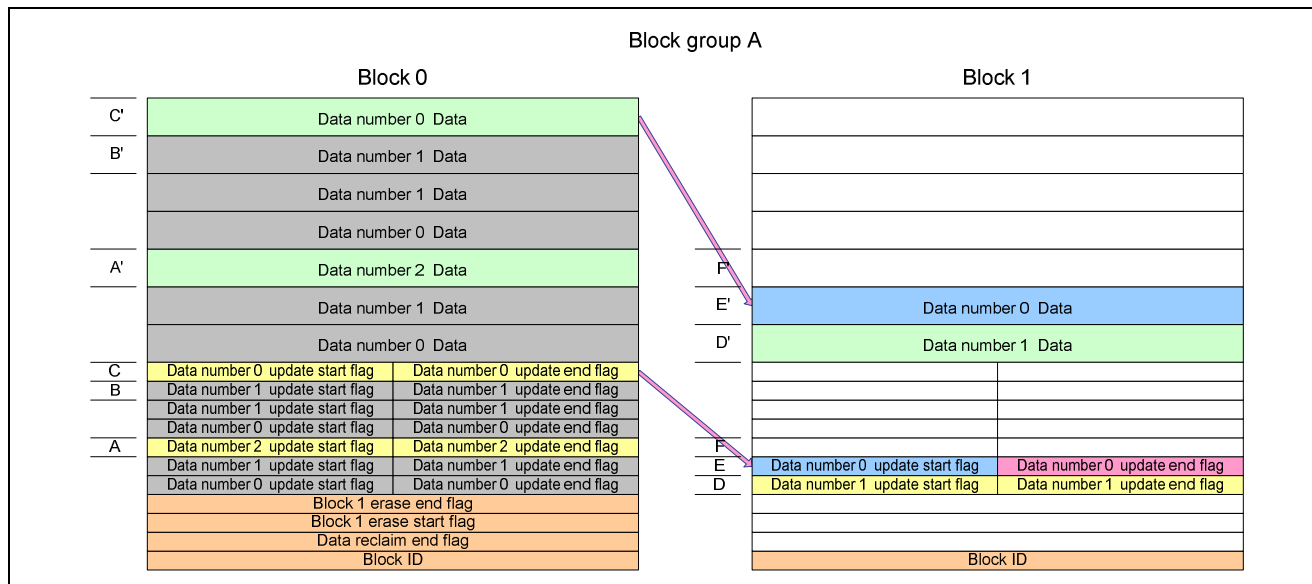 Block group A
Block 0
Block 1
C'
Data number 0 Data
B'
Data number 1 Data
Data number 1 Data
Data number 0 Data
A'
Data number 2 Data
F'
Data number 1 Data
E'
Data number 0 Data
Data number 0 Data
D'
Data number 1 Data
C
Data number 0 update start flag
Data number 0 update end flag
B
Data number 1 update start flag
Data number 1 update end flag
Data number 1 update start flag
Data number 1 update end flag
Data number 0 update start flag
Data number 0 update end flag
A
Data number 2 update start flag
Data number 2 update end flag
F
Data number 1 update start flag
Data number 1 update end flag
E
Data number 0 update start flag
Data number 0 update end flag
Data number 0 update start flag
Data number 0 update end flag
D
Data number 1 update start flag
Data number 1 update end flag
Block 1 erase end flag
Block 1 erase start flag
Data reclaim end flag
Block ID
Block ID